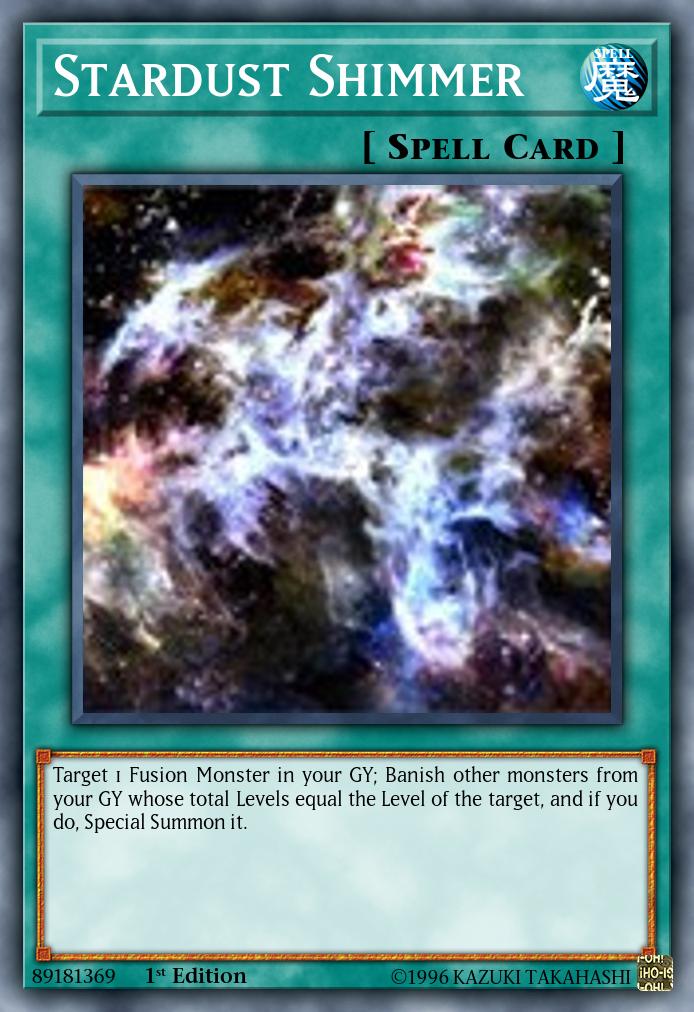 Stardust Shimmer
SPELL
魔
[ Spell Card ]
Target 1 Fusion Monster in your GY; Banish other monsters from
your GY whose total Levels equal the Level of the target, and if you
do, Special Summon it.
89181369 1st Edition ©1996 KAZUKI TAKAHASHI